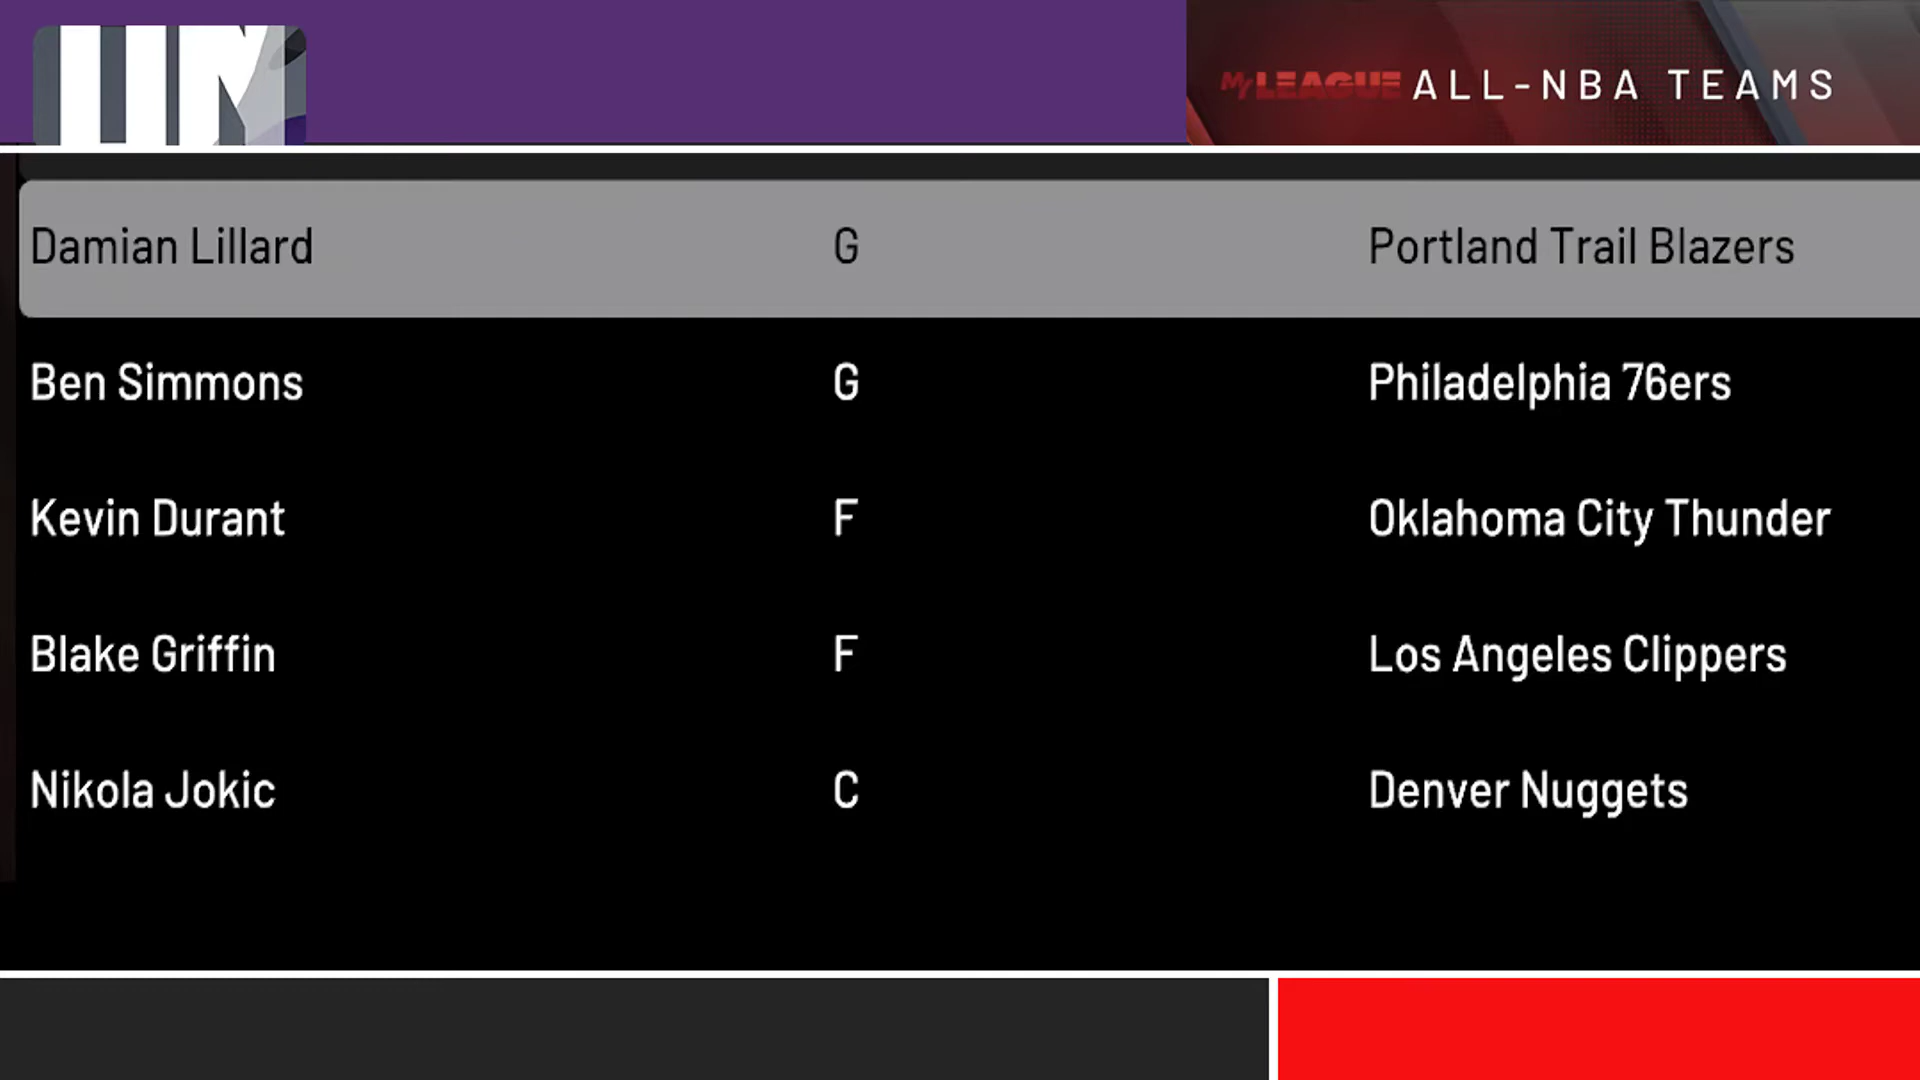 MyLEAGUE ALL-NBA TEAMS
Damian Lillard G Portland Trail Blazers
Ben Simmons G Philadelphia 76ers
Kevin Durant F Oklahoma City Thunder
Blake Griffin F Los Angeles Clippers
Nikola Jokic C Denver Nuggets